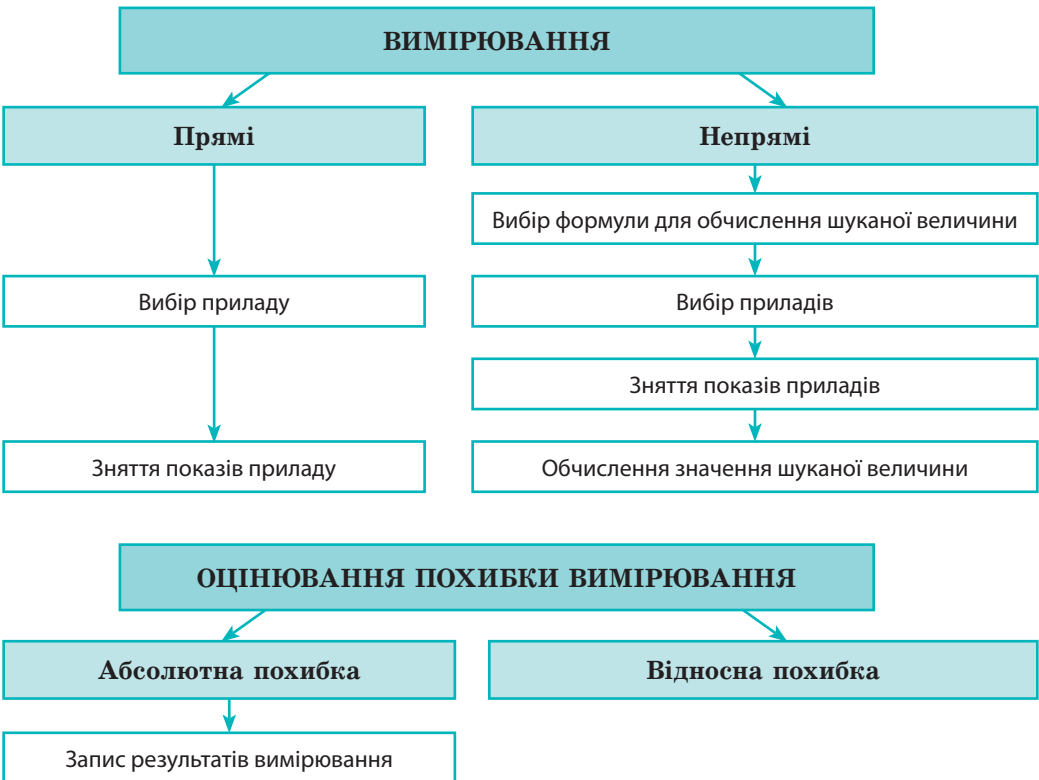 ВИМІРЮВАННЯ
Прямі
Непрямі
Вибір формули для обчислення шуканої величини
Вибір приладу
Вибір приладів
Зняття показів приладів
Зняття показів приладу
Обчислення значення шуканої величини
ОЦІНЮВАННЯ ПОХИБКИ ВИМІРЮВАННЯ
Абсолютна похибка
Відносна похибка
Запис результатів вимірювання